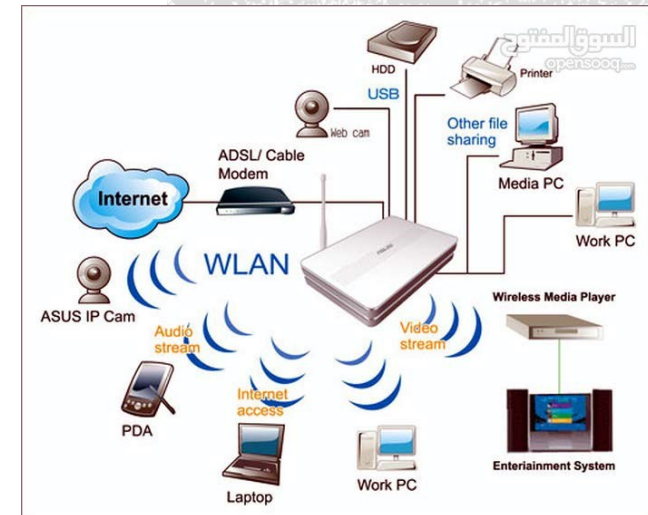 السوق المفتوح
opensooq.com
HDD
Printer
USB
Web cam
Other file
sharing
ADSL/ Cable
Modem
Internet
Media PC
Work PC
WLAN
ASUS
ASUS IP Cam
Wireless Media Player
Audio
stream
Video
stream
PDA
Internet
access
Laptop
Work PC
Enteriainment System